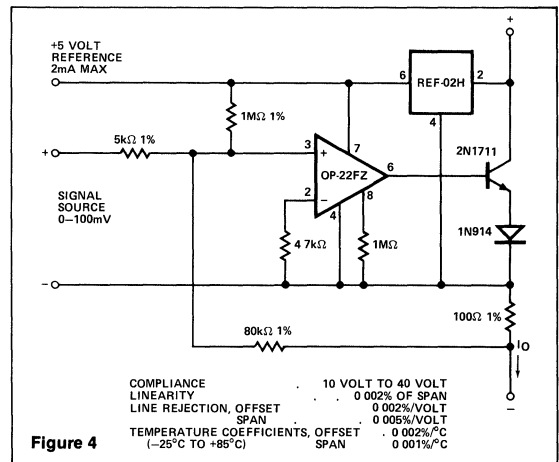 +
+5 VOLT
REFERENCE
2mA MAX
6 REF-02H 2
4
1MΩ 1%
5kΩ 1%
+
3 + 7
2N1711
OP-22FZ 6
2 − 8
4
SIGNAL
SOURCE
0–100mV
1N914
4 7kΩ
1MΩ
−
100Ω 1%
80kΩ 1%
IO
−
COMPLIANCE . 10 VOLT TO 40 VOLT
LINEARITY . . 0 002% OF SPAN
LINE REJECTION, OFFSET 0 002%/VOLT
SPAN . 0 005%/VOLT
TEMPERATURE COEFFICIENTS, OFFSET . 0 002%/°C
(−25°C TO +85°C) SPAN 0 001%/°C
Figure 4